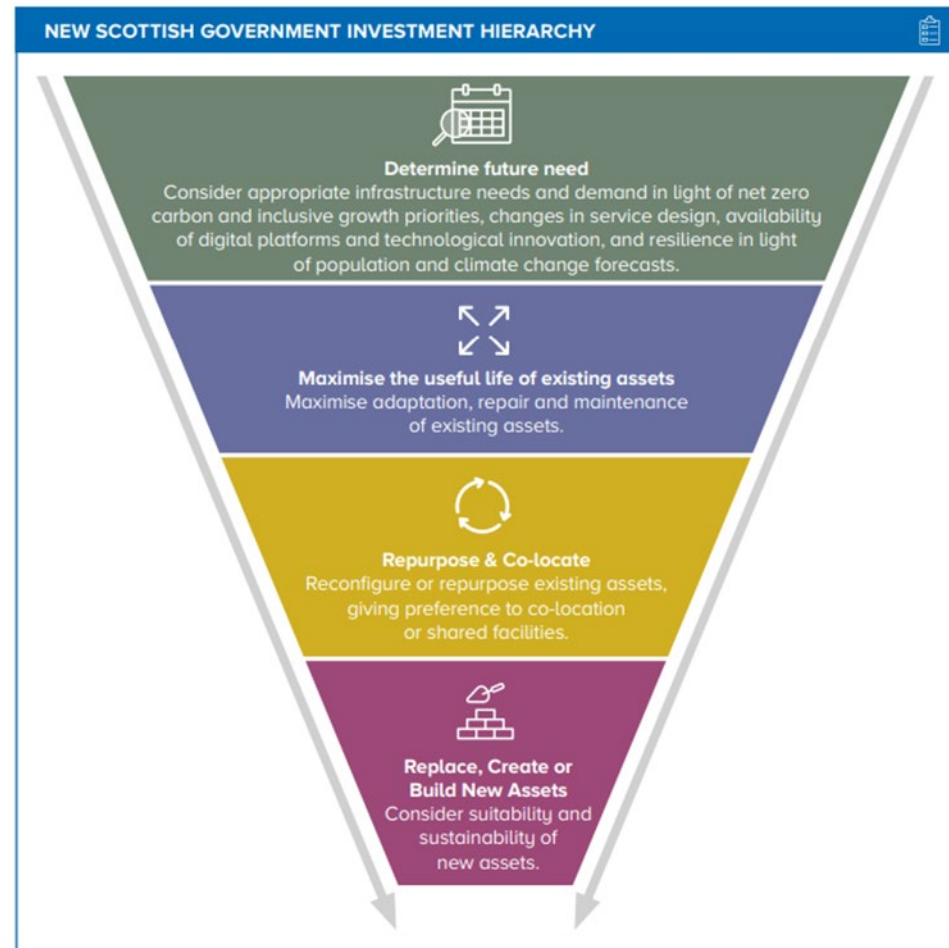 NEW SCOTTISH GOVERNMENT INVESTMENT HIERARCHY
Determine future need
Consider appropriate infrastructure needs and demand in light of net zero
carbon and inclusive growth priorities, changes in service design, availability
of digital platforms and technological innovation, and resilience in light
of population and climate change forecasts.
Maximise the useful life of existing assets
Maximise adaptation, repair and maintenance
of existing assets.
Repurpose & Co-locate
Reconfigure or repurpose existing assets,
giving preference to co-location
or shared facilities.
Replace, Create or
Build New Assets
Consider suitability and
sustainability of
new assets.